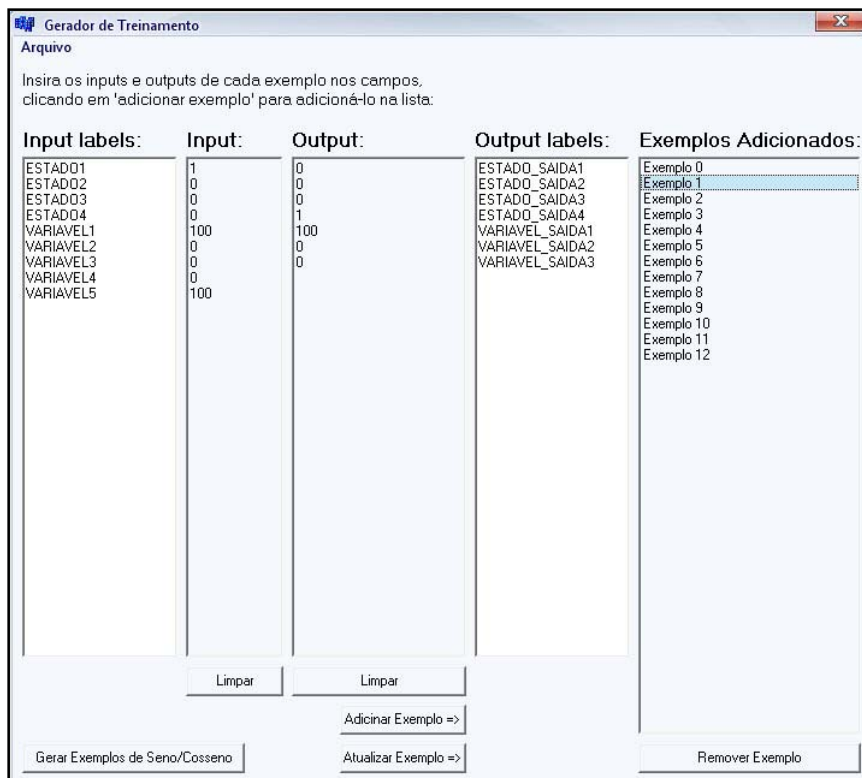 Gerador de Treinamento
Arquivo
Insira os inputs e outputs de cada exemplo nos campos,
clicando em 'adicionar exemplo' para adicioná-lo na lista:
Input labels:
ESTADO1
ESTADO2
ESTADO3
ESTADO4
VARIAVEL1
VARIAVEL2
VARIAVEL3
VARIAVEL4
VARIAVEL5
Input:
1
0
0
0
100
0
0
0
100
Limpar
Output:
0
0
0
1
100
0
0
Limpar
Output labels:
ESTADO_SAIDA1
ESTADO_SAIDA2
ESTADO_SAIDA3
ESTADO_SAIDA4
VARIAVEL_SAIDA1
VARIAVEL_SAIDA2
VARIAVEL_SAIDA3
Exemplos Adicionados:
Exemplo 0
Exemplo 1
Exemplo 2
Exemplo 3
Exemplo 4
Exemplo 5
Exemplo 6
Exemplo 7
Exemplo 8
Exemplo 9
Exemplo 10
Exemplo 11
Exemplo 12
Adicinar Exemplo =>
Gerar Exemplos de Seno/Cosseno
Atualizar Exemplo =>
Remover Exemplo